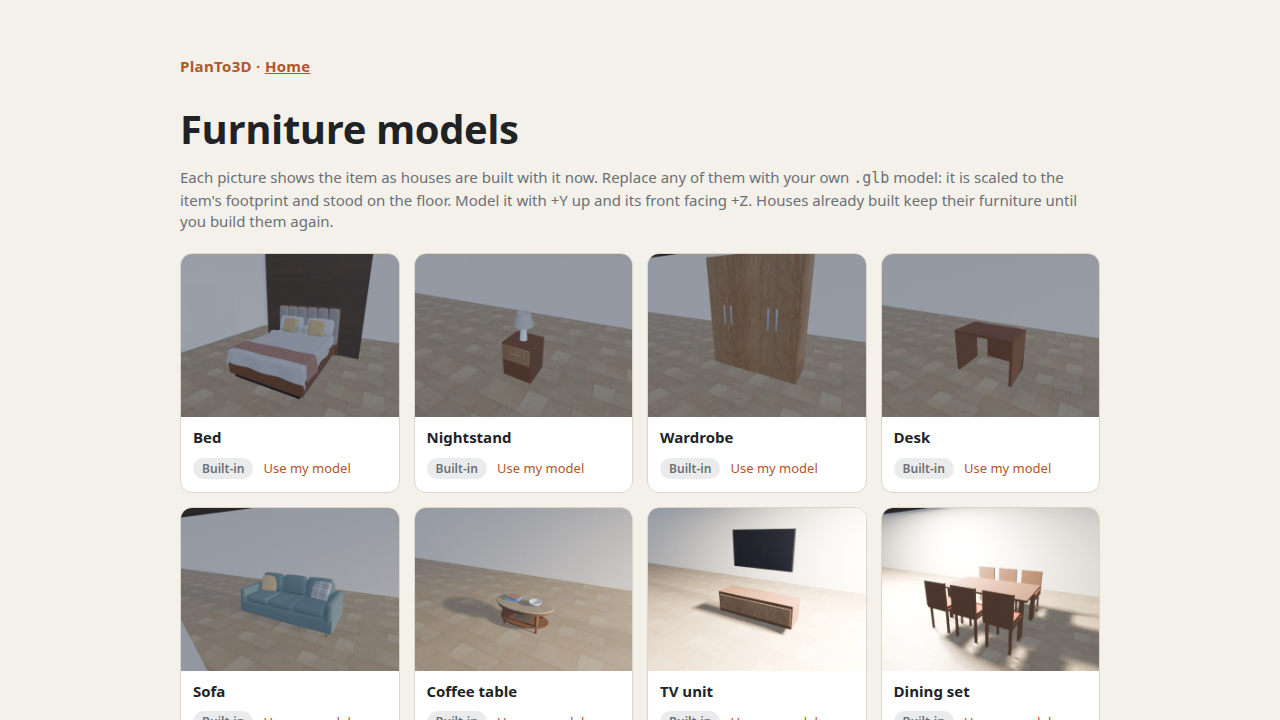 PlanTo3D · Home
Furniture models
Each picture shows the item as houses are built with it now. Replace any of them with your own .glb model: it is scaled to the
item's footprint and stood on the floor. Model it with +Y up and its front facing +Z. Houses already built keep their furniture until
you build them again.
Bed
Built-in Use my model
Nightstand
Built-in Use my model
Wardrobe
Built-in Use my model
Desk
Built-in Use my model
Sofa
Coffee table
TV unit
Dining set